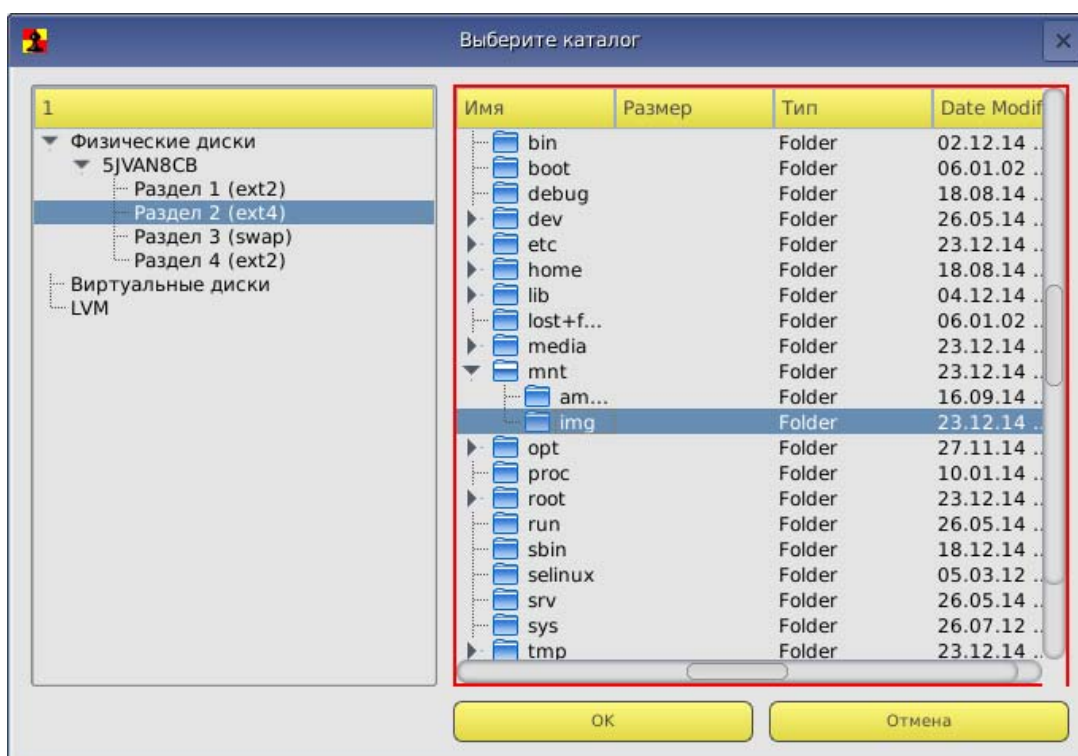 Выберите каталог
1
Физические диски
5JVAN8CB
Раздел 1 (ext2)
Раздел 2 (ext4)
Раздел 3 (swap)
Раздел 4 (ext2)
Виртуальные диски
LVM
Имя Размер Тип Date Modif
bin Folder 02.12.14 ..
boot Folder 06.01.02 ..
debug Folder 18.08.14 ..
dev Folder 26.05.14 ..
etc Folder 23.12.14 ..
home Folder 18.08.14 ..
lib Folder 04.12.14 ..
lost+f... Folder 06.01.02 ..
media Folder 23.12.14 ..
mnt Folder 23.12.14 ..
am... Folder 16.09.14 ..
img Folder 23.12.14 ..
opt Folder 27.11.14 ..
proc Folder 10.01.14 ..
root Folder 23.12.14 ..
run Folder 26.05.14 ..
sbin Folder 18.12.14 ..
selinux Folder 05.03.12 ..
srv Folder 26.05.14 ..
sys Folder 26.07.12 ..
tmp Folder 23.12.14 ..
OK Отмена